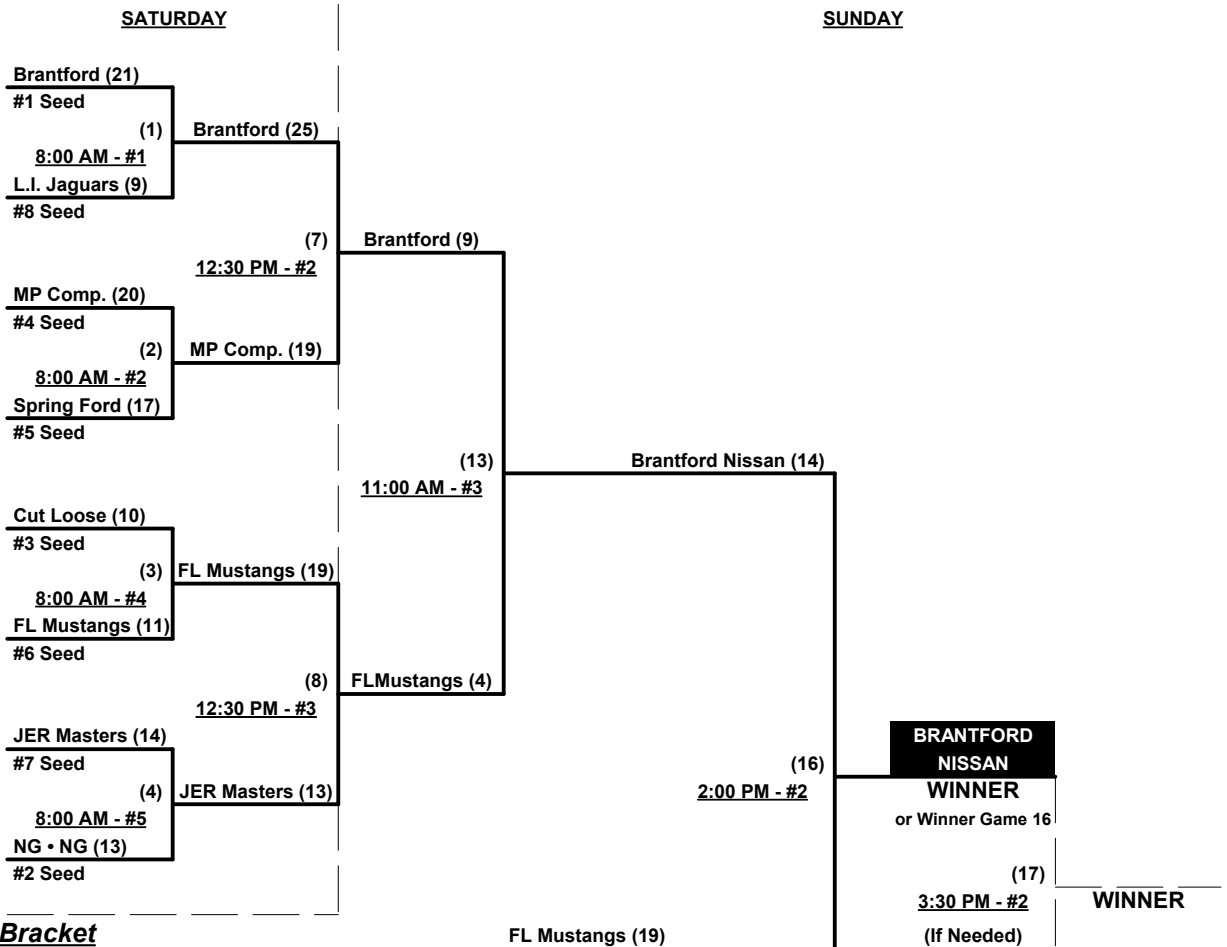 SATURDAY
SUNDAY
Brantford (21)
#1 Seed
(1)
Brantford (25)
8:00 AM - #1
L.I. Jaguars (9)
#8 Seed
(7)
Brantford (9)
12:30 PM - #2
MP Comp. (20)
#4 Seed
(2)
MP Comp. (19)
8:00 AM - #2
Spring Ford (17)
#5 Seed
(13)
Brantford Nissan (14)
11:00 AM - #3
Cut Loose (10)
#3 Seed
(3)
FL Mustangs (19)
8:00 AM - #4
FL Mustangs (11)
#6 Seed
(8)
FLMustangs (4)
12:30 PM - #3
JER Masters (14)
#7 Seed
(4)
JER Masters (13)
8:00 AM - #5
NG • NG (13)
#2 Seed
(16)
2:00 PM - #2
BRANTFORD
NISSAN
WINNER
or Winner Game 16
(17)
3:30 PM - #2
WINNER
(If Needed)
Bracket
FL Mustangs (19)